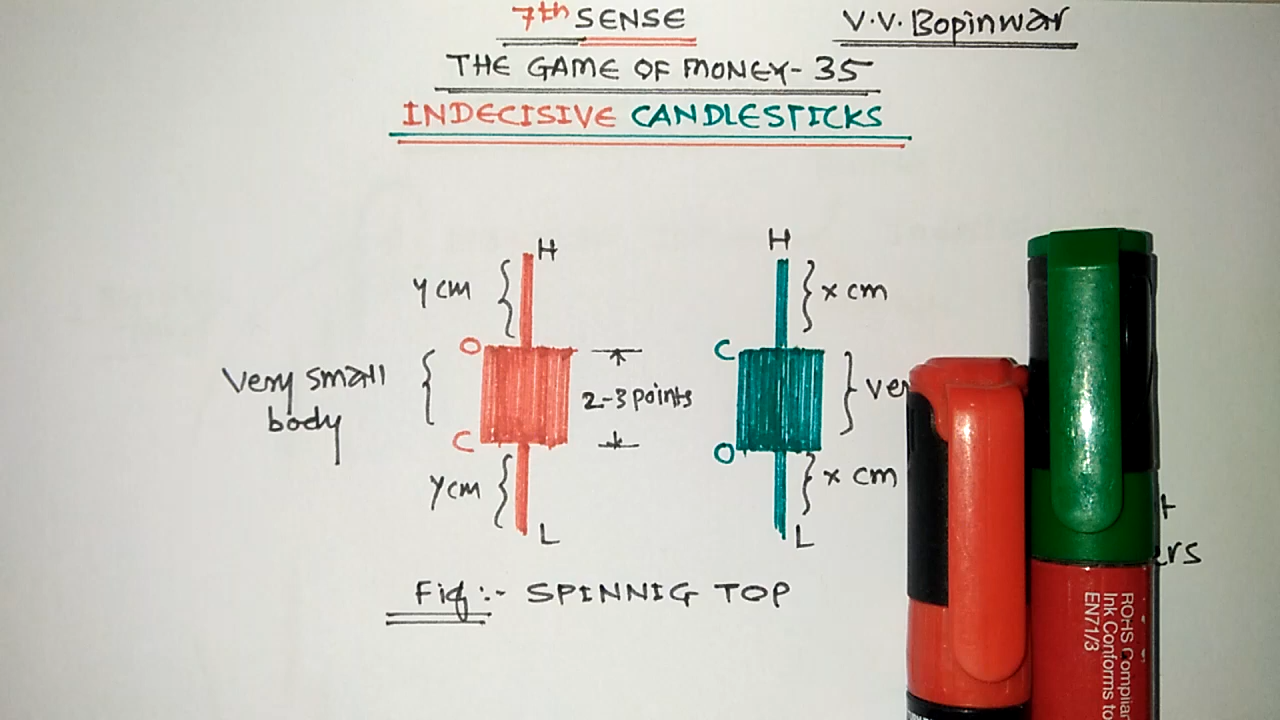 7th SENSE
V.V. Bopinwar
THE GAME OF MONEY-35
INDECISIVE CANDLESTICKS
H
H
y cm
x cm
O
C
Very small
body
2-3 points
C
O
y cm
x cm
L
L
Fig :- SPINNIG TOP
ROHS
Ink Conforms to
EN71/3